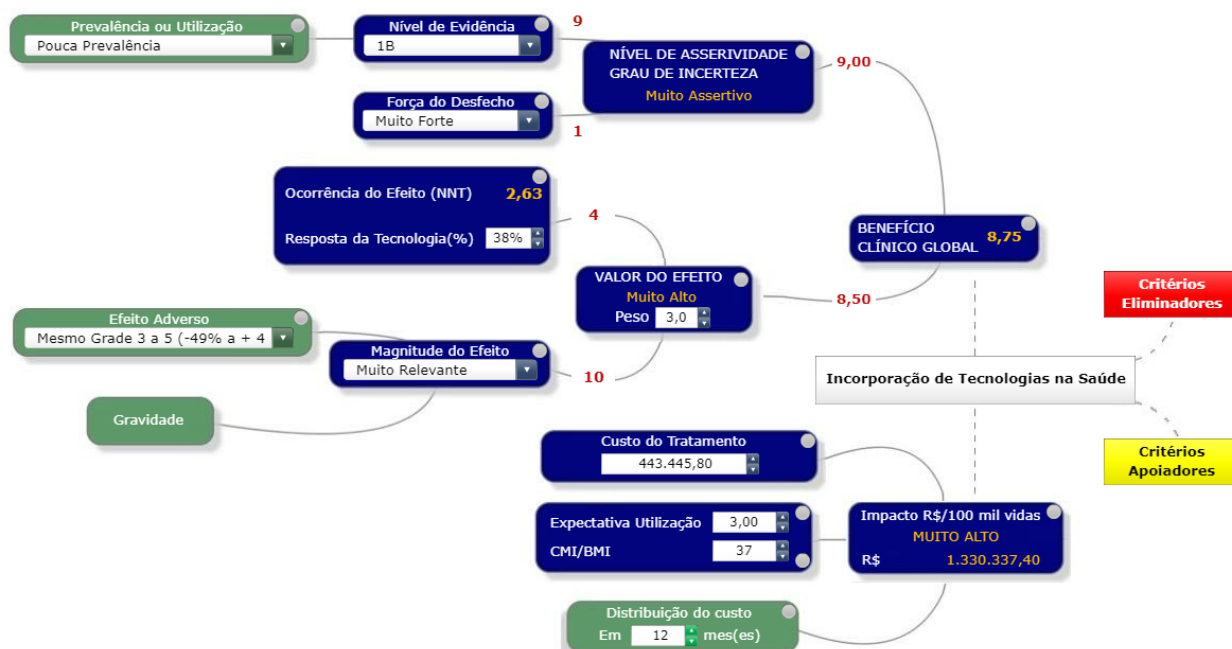 Prevalência ou Utilização
Pouca Prevalência
Nível de Evidência
1B
9
NÍVEL DE ASSERIVIDADE
GRAU DE INCERTEZA
Muito Assertivo
9,00
Força do Desfecho
Muito Forte
1
Ocorrência do Efeito (NNT) 2,63
Resposta da Tecnologia(%) 38%
4
BENEFÍCIO
CLÍNICO GLOBAL 8,75
VALOR DO EFEITO
Muito Alto
Peso 3,0
8,50
Critérios
Eliminadores
Efeito Adverso
Mesmo Grade 3 a 5 (-49% a + 4
Magnitude do Efeito
Muito Relevante
10
Incorporação de Tecnologias na Saúde
Gravidade
Custo do Tratamento
443.445,80
Critérios
Apoiadores
Expectativa Utilização 3,00
CMI/BMI 37
Impacto R$/100 mil vidas
MUITO ALTO
R$ 1.330.337,40
Distribuição do custo
Em 12 mes(es)